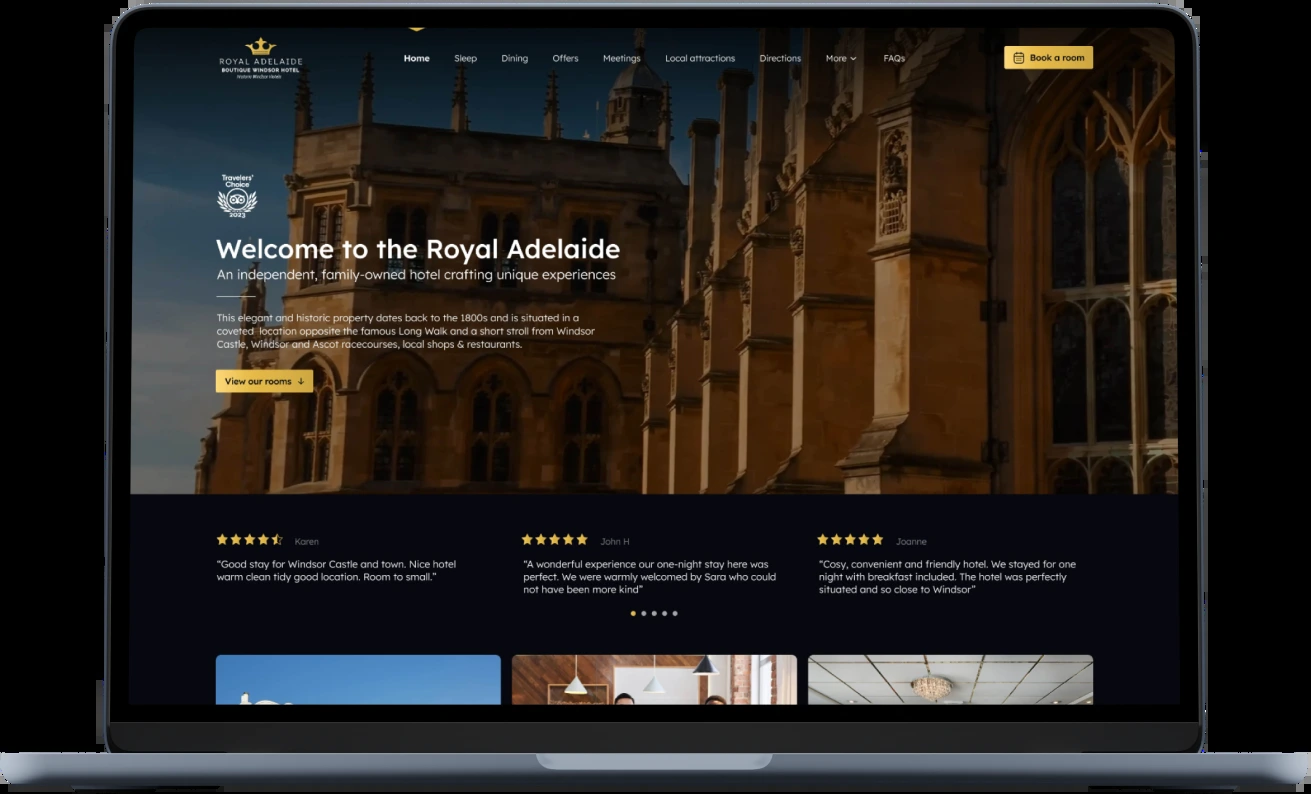 ROYAL ADELAIDE
BOUTIQUE WINDSOR HOTEL
Historic Windsor Hotels
Home Sleep Dining Offers Meetings Local attractions Directions More FAQs
Book a room
Travelers'
Choice
2023
Welcome to the Royal Adelaide
An independent, family-owned hotel crafting unique experiences
This elegant and historic property dates back to the 1800s and is situated in a
coveted location opposite the famous Long Walk and a short stroll from Windsor
Castle, Windsor and Ascot racecourses, local shops & restaurants.
View our rooms
Karen
“Good stay for Windsor Castle and town. Nice hotel
warm clean tidy good location. Room to small.”
John H
“A wonderful experience our one-night stay here was
perfect. We were warmly welcomed by Sara who could
not have been more kind”
Joanne
“Cosy, convenient and friendly hotel. We stayed for one
night with breakfast included. The hotel was perfectly
situated and so close to Windsor”